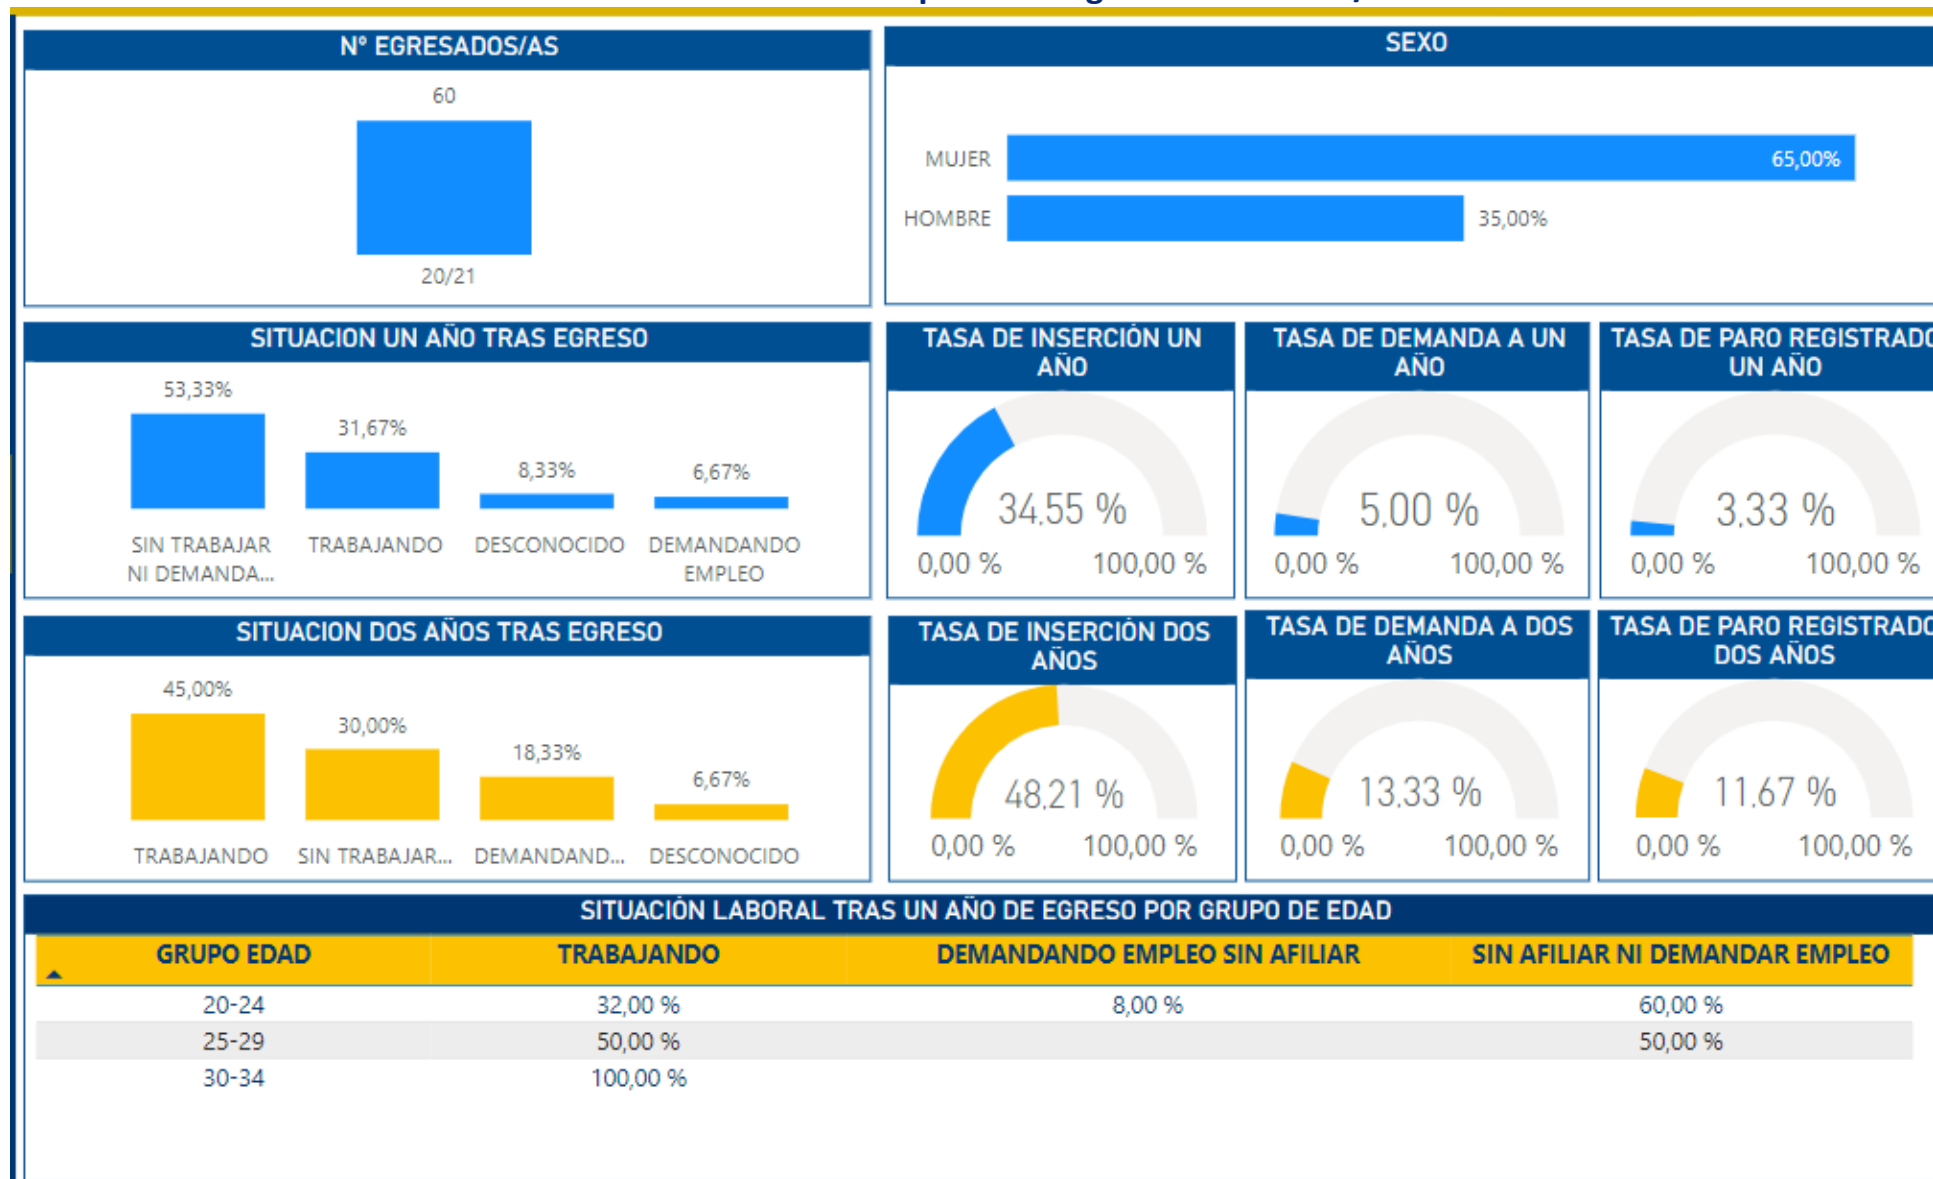 Nº EGRESADOS/AS
60
20/21
SEXO
MUJER
65,00%
HOMBRE
35,00%
SITUACION UN AÑO TRAS EGRESO
53,33%
31,67%
8,33%
6,67%
SIN TRABAJAR
NI DEMANDA...
TRABAJANDO
DESCONOCIDO
DEMANDANDO
EMPLEO
TASA DE INSERCIÓN UN
AÑO
34,55 %
0,00 %
100,00 %
TASA DE DEMANDA A UN
AÑO
5,00 %
0,00 %
100,00 %
TASA DE PARO REGISTRADO
UN AÑO
3,33 %
0,00 %
100,00 %
SITUACION DOS AÑOS TRAS EGRESO
45,00%
30,00%
18,33%
6,67%
TRABAJANDO
SIN TRABAJAR...
DEMANDAND...
DESCONOCIDO
TASA DE INSERCIÓN DOS
AÑOS
48,21 %
0,00 %
100,00 %
TASA DE DEMANDA A DOS
AÑOS
13,33 %
0,00 %
100,00 %
TASA DE PARO REGISTRADO
DOS AÑOS
11,67 %
0,00 %
100,00 %
SITUACIÓN LABORAL TRAS UN AÑO DE EGRESO POR GRUPO DE EDAD
GRUPO EDAD TRABAJANDO DEMANDANDO EMPLEO SIN AFILIAR SIN AFILIAR NI DEMANDAR EMPLEO
20-24 32,00 % 8,00 % 60,00 %
25-29 50,00 % 50,00 %
30-34 100,00 %